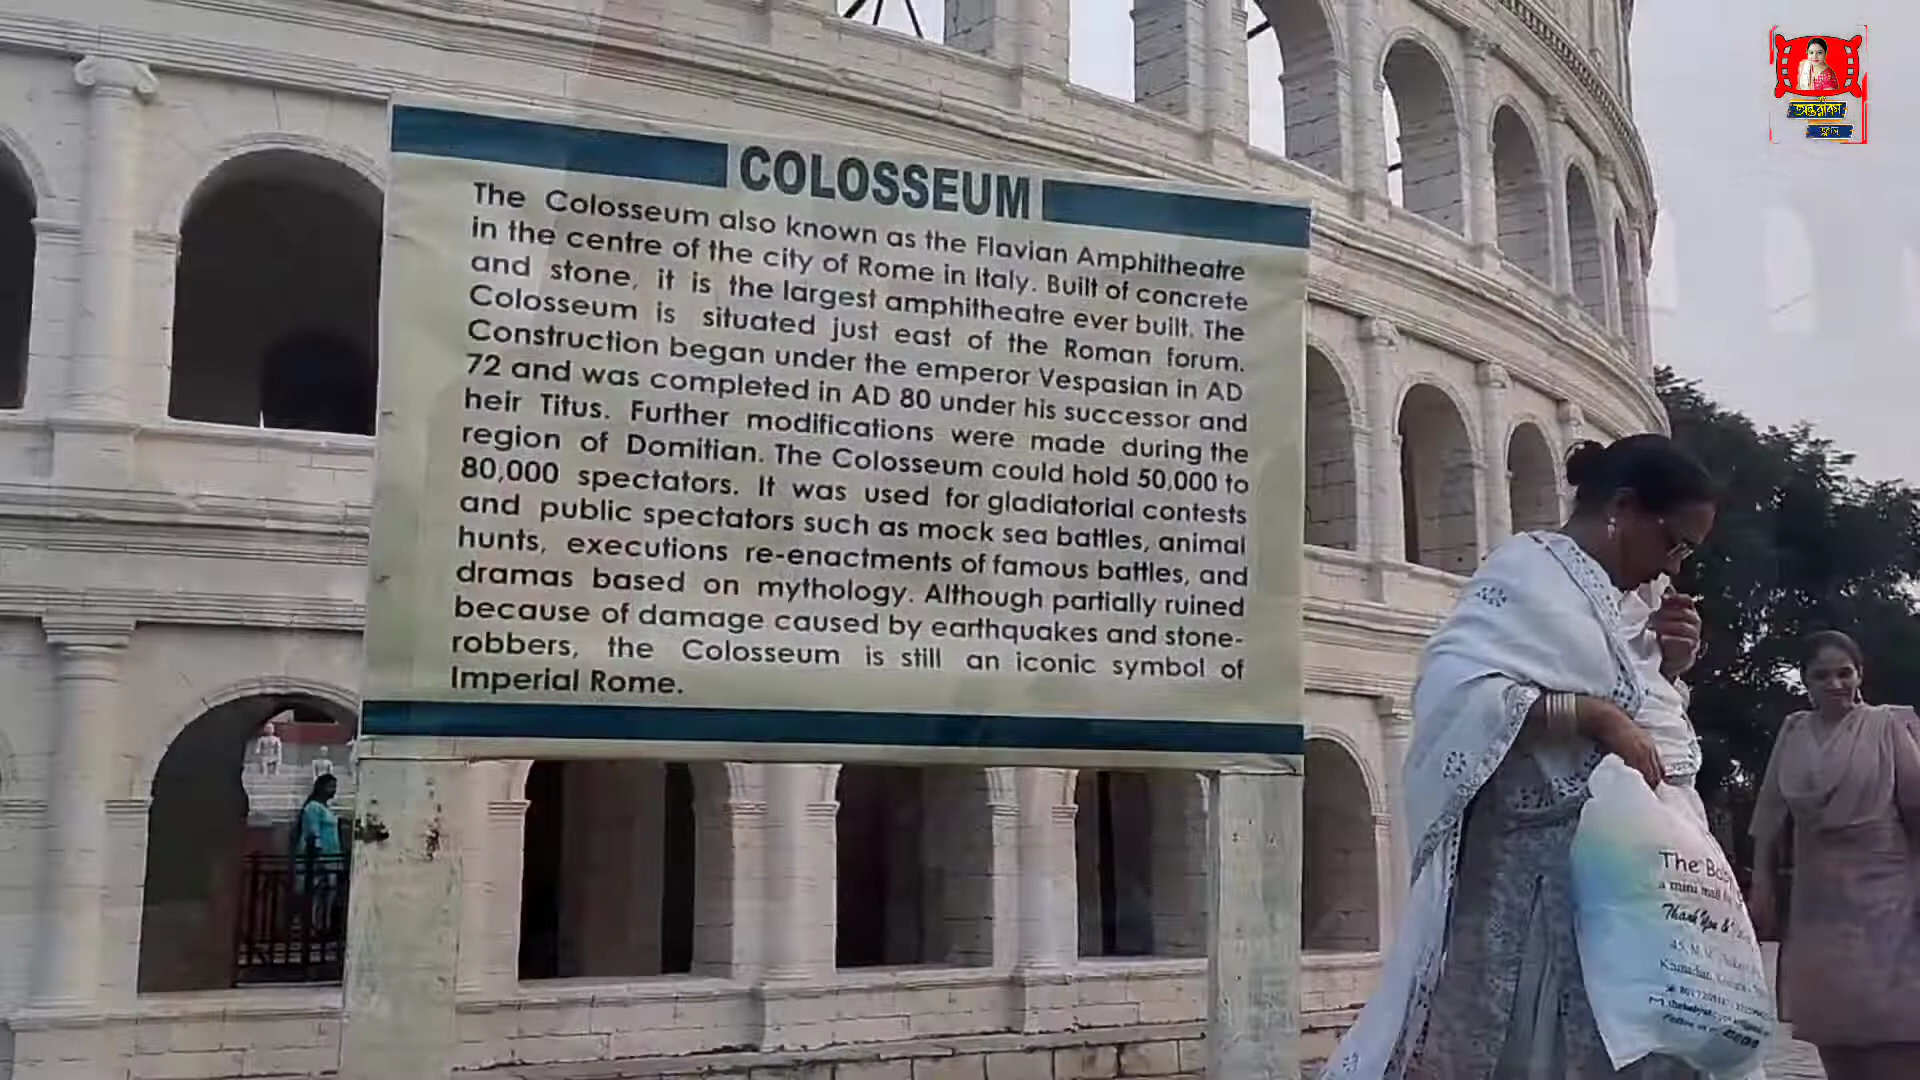 COLOSSEUM
The Colosseum also known as the Flavian Amphitheatre
in the centre of the city of Rome in Italy. Built of concrete
and stone, it is the largest amphitheatre ever built. The
Colosseum is situated just east of the Roman forum.
Construction began under the emperor Vespasian in AD
72 and was completed in AD 80 under his successor and
heir Titus. Further modifications were made during the
region of Domitian. The Colosseum could hold 50,000 to
80,000 spectators. It was used for gladiatorial contests
and public spectators such as mock sea battles, animal
hunts, executions re-enactments of famous battles, and
dramas based on mythology. Although partially ruined
because of damage caused by earthquakes and stone-
robbers, the Colosseum is still an iconic symbol of
Imperial Rome.
The
a mini mall
Thank You &